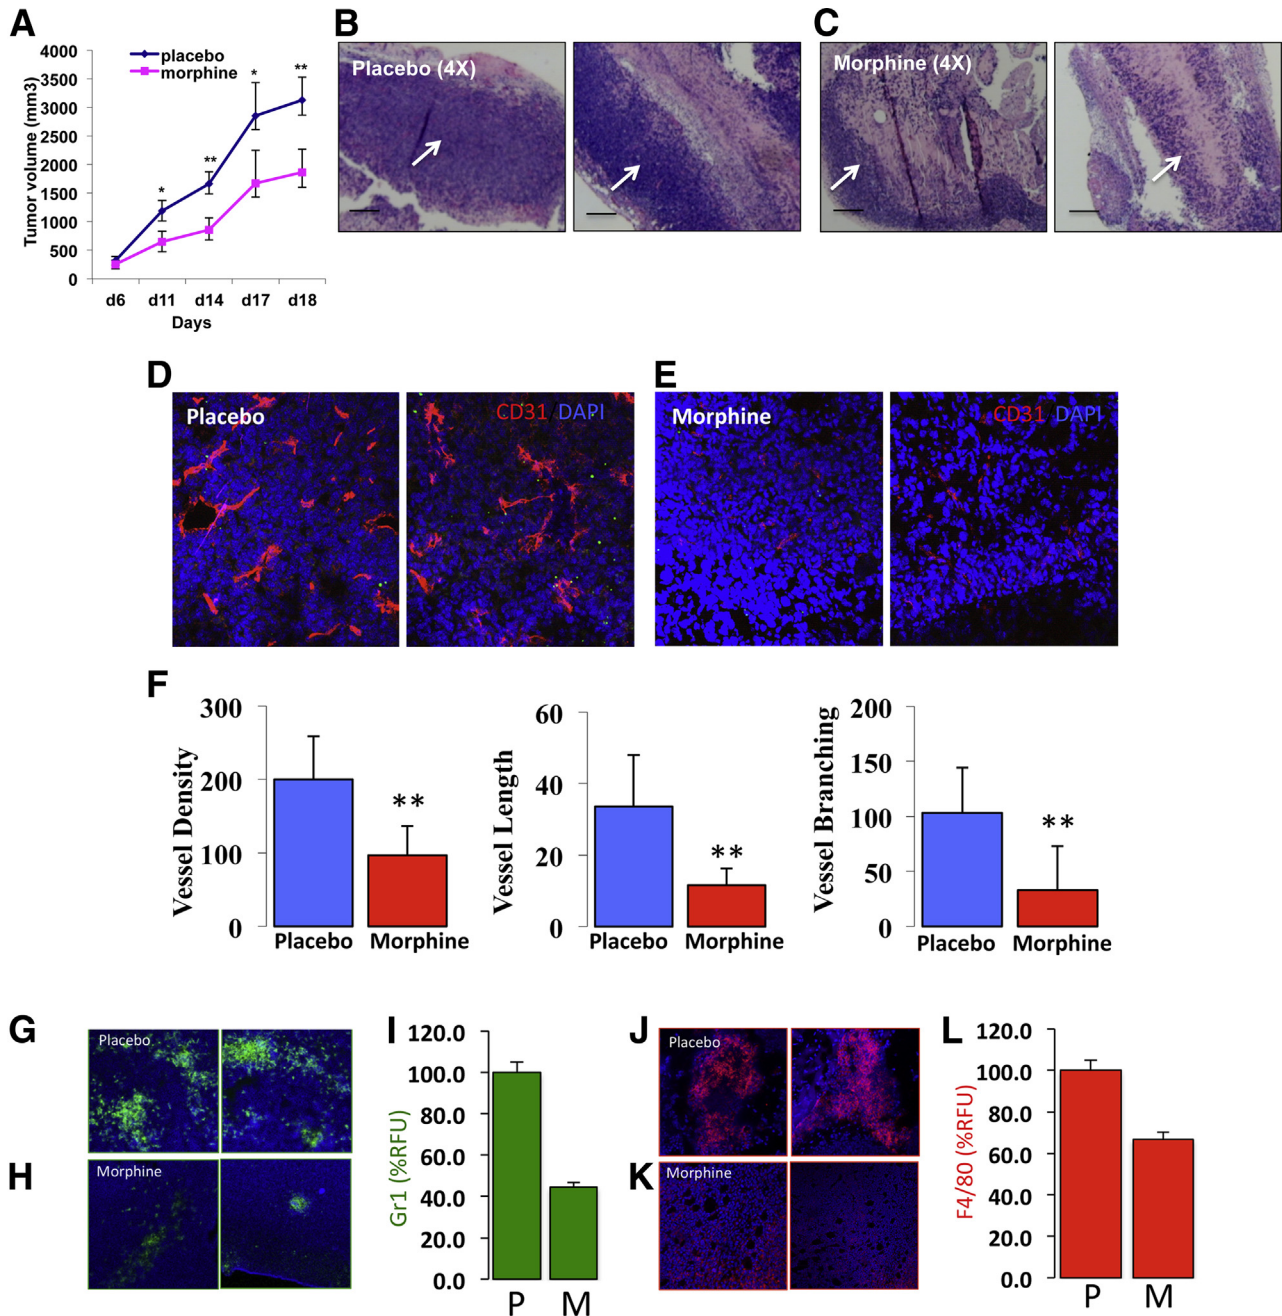 A
placebo
morphine
Tumor volume (mm3)
4000
3500
3000
2500
2000
1500
1000
500
0
*
**
*
**
d6 d11 d14 d17 d18
Days
B
Placebo (4X)
C
Morphine (4X)
D
Placebo
CD31 DAPI
E
Morphine
CD31 DAPI
F
Vessel Density
300
200
100
0
**
Placebo Morphine
Vessel Length
60
40
20
0
**
Placebo Morphine
Vessel Branching
200
150
100
50
0
**
Placebo Morphine
G
Placebo
H
Morphine
I
Gr1 (%RFU)
120.0
100.0
80.0
60.0
40.0
20.0
0.0
P M
J
Placebo
K
Morphine
L
F4/80 (%RFU)
120.0
100.0
80.0
60.0
40.0
20.0
0.0
P M